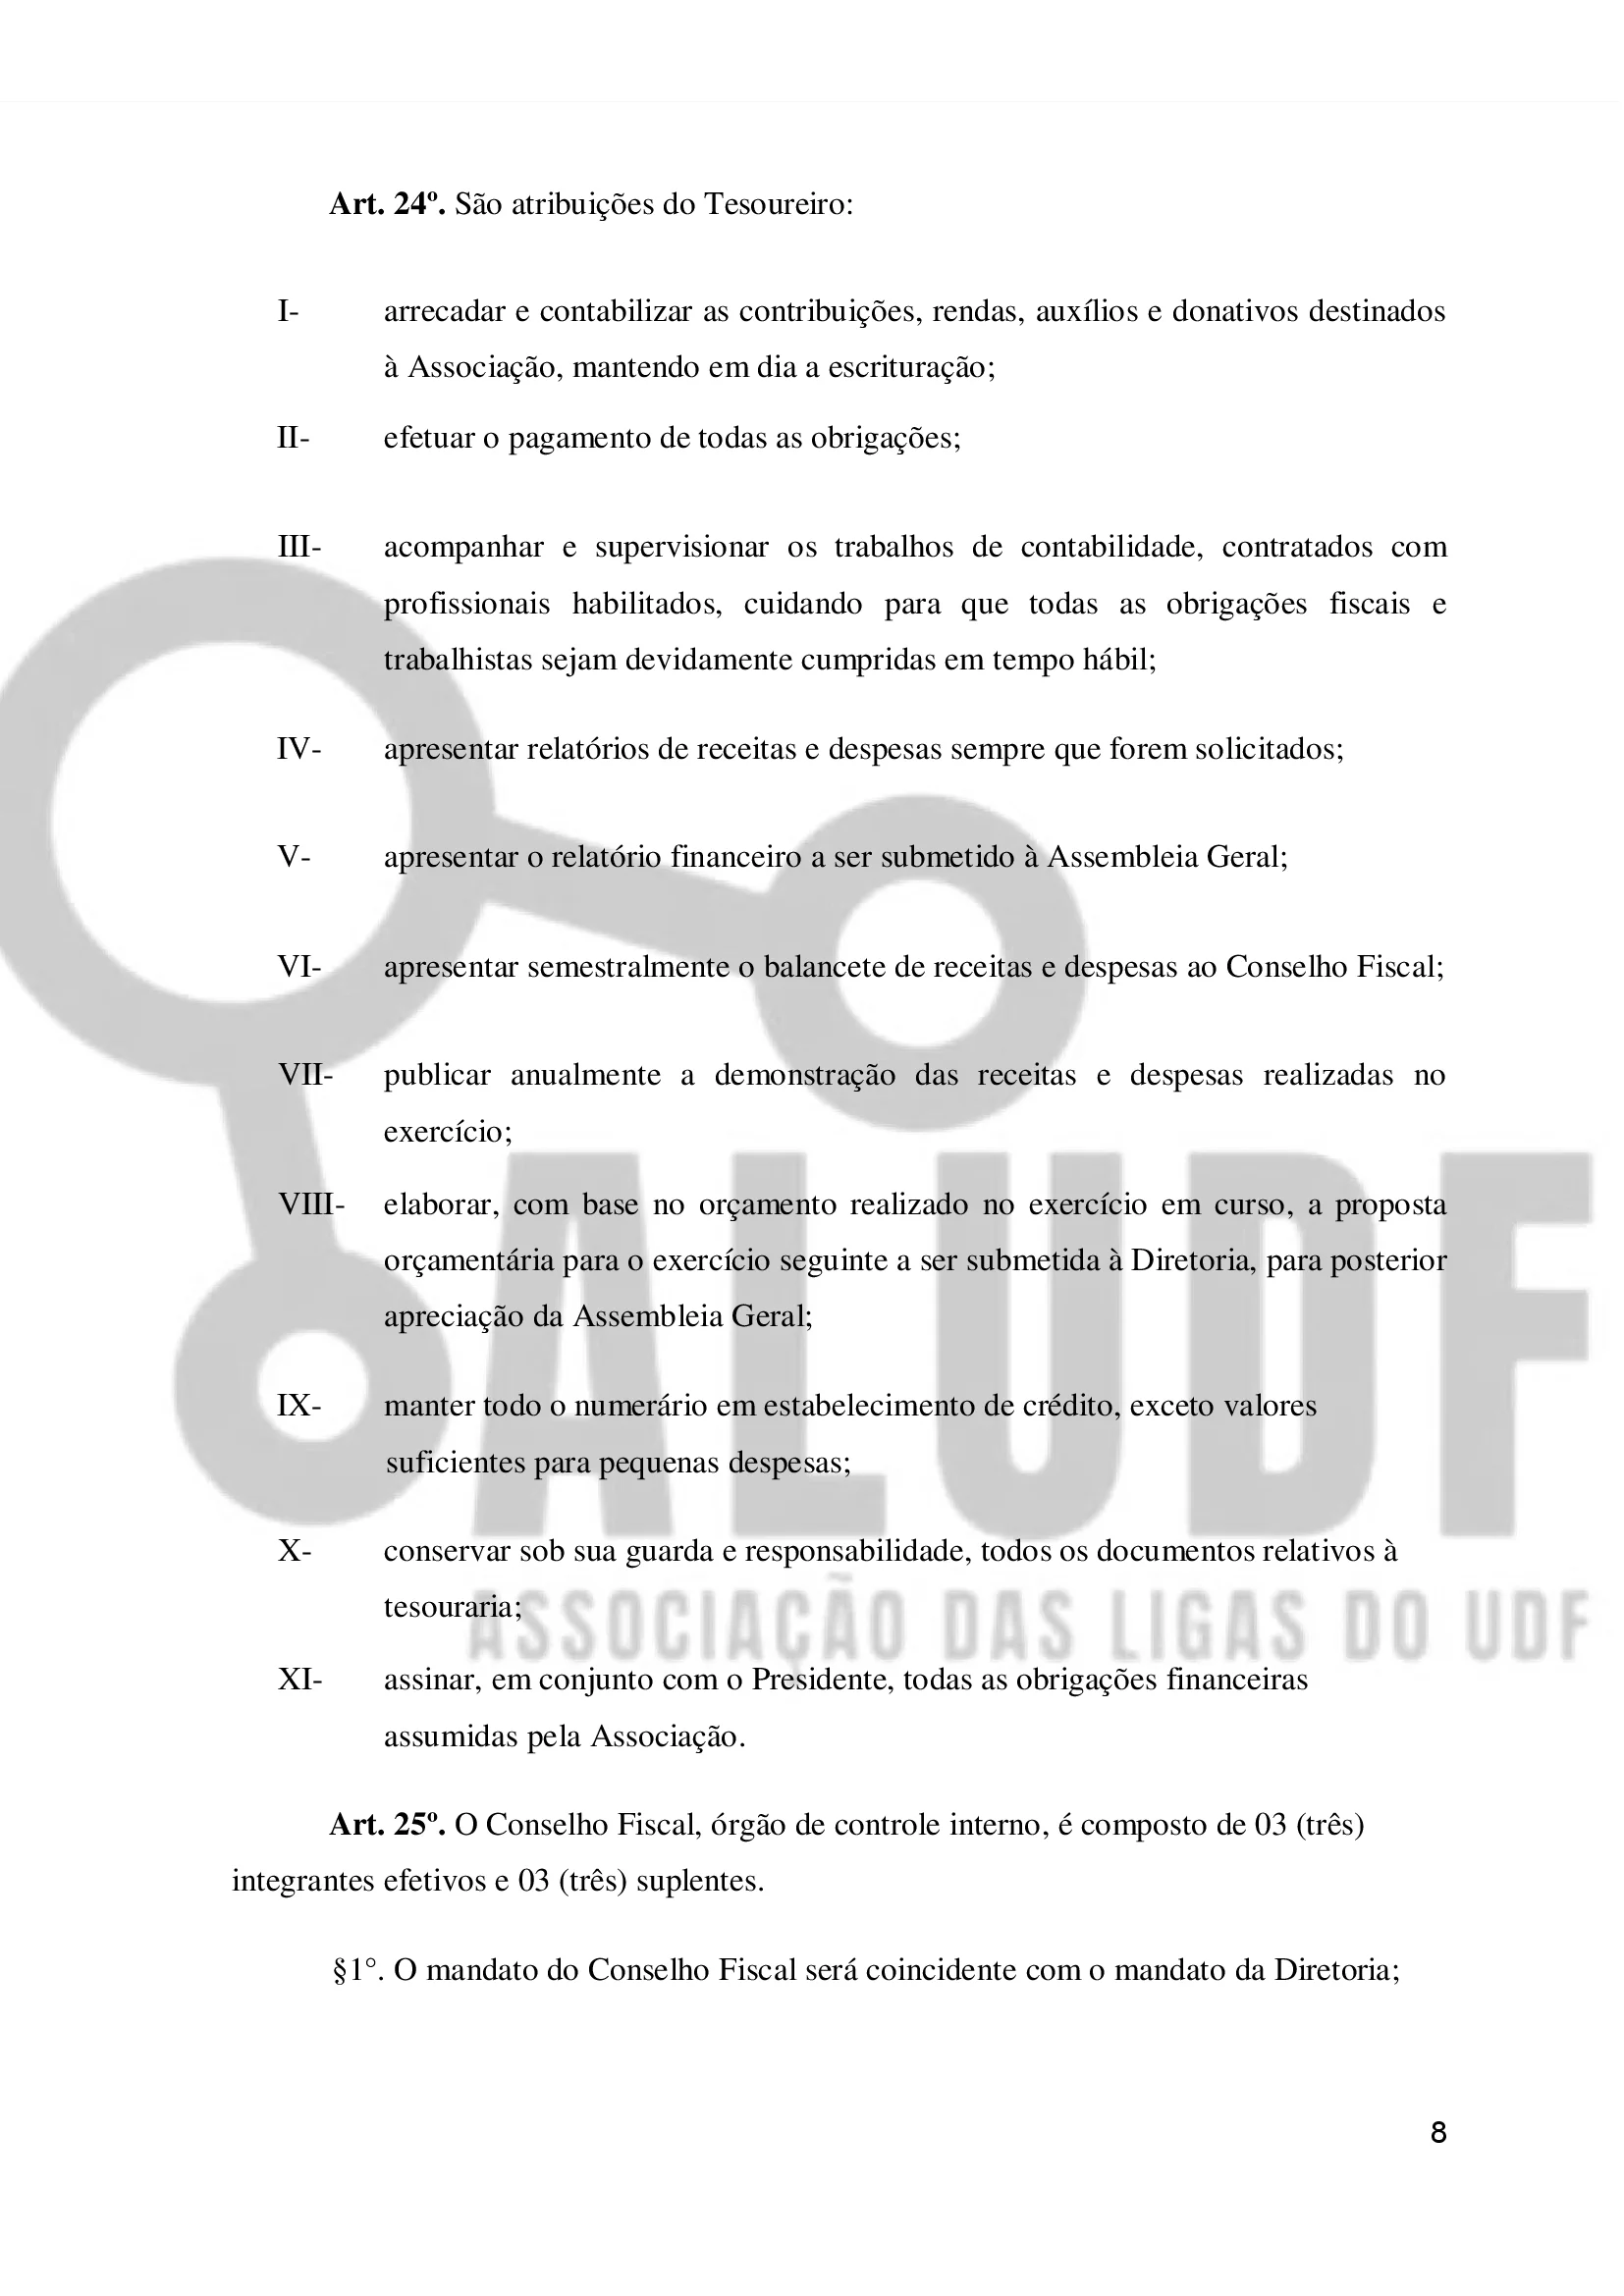 Art. 24º. São atribuições do Tesoureiro:
I- arrecadar e contabilizar as contribuições, rendas, auxílios e donativos destinados
à Associação, mantendo em dia a escrituração;
II- efetuar o pagamento de todas as obrigações;
III- acompanhar e supervisionar os trabalhos de contabilidade, contratados com
profissionais habilitados, cuidando para que todas as obrigações fiscais e
trabalhistas sejam devidamente cumpridas em tempo hábil;
IV- apresentar relatórios de receitas e despesas sempre que forem solicitados;
V- apresentar o relatório financeiro a ser submetido à Assembleia Geral;
VI- apresentar semestralmente o balancete de receitas e despesas ao Conselho Fiscal;
VII- publicar anualmente a demonstração das receitas e despesas realizadas no
exercício;
VIII- elaborar, com base no orçamento realizado no exercício em curso, a proposta
orçamentária para o exercício seguinte a ser submetida à Diretoria, para posterior
apreciação da Assembleia Geral;
IX- manter todo o numerário em estabelecimento de crédito, exceto valores
suficientes para pequenas despesas;
X- conservar sob sua guarda e responsabilidade, todos os documentos relativos à
tesouraria;
XI- assinar, em conjunto com o Presidente, todas as obrigações financeiras
assumidas pela Associação.
Art. 25º. O Conselho Fiscal, órgão de controle interno, é composto de 03 (três)
integrantes efetivos e 03 (três) suplentes.
§1°. O mandato do Conselho Fiscal será coincidente com o mandato da Diretoria;
8
ALUDF
ASSOCIAÇÃO DAS LIGAS DO UDF